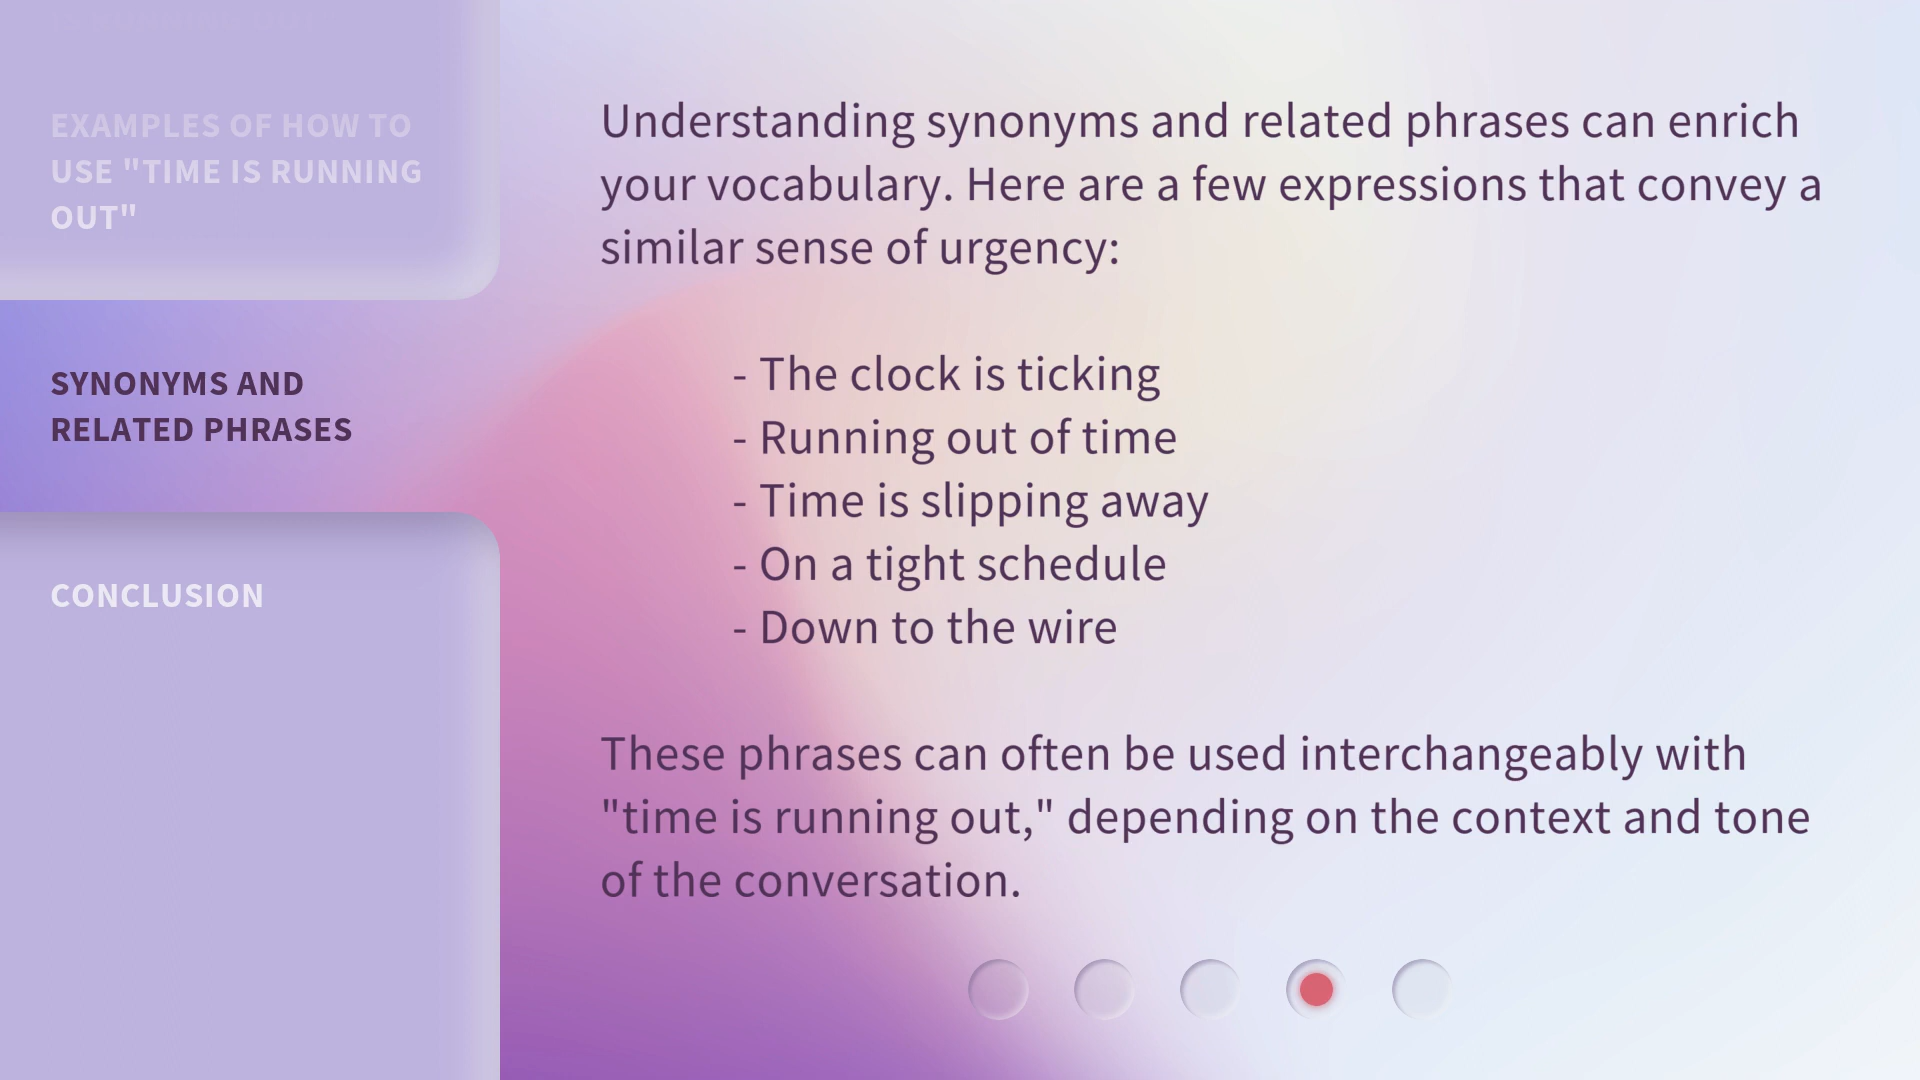 EXAMPLES OF HOW TO
USE "TIME IS RUNNING
OUT"
SYNONYMS AND
RELATED PHRASES
CONCLUSION
Understanding synonyms and related phrases can enrich
your vocabulary. Here are a few expressions that convey a
similar sense of urgency:
- The clock is ticking
- Running out of time
- Time is slipping away
- On a tight schedule
- Down to the wire
These phrases can often be used interchangeably with
"time is running out," depending on the context and tone
of the conversation.